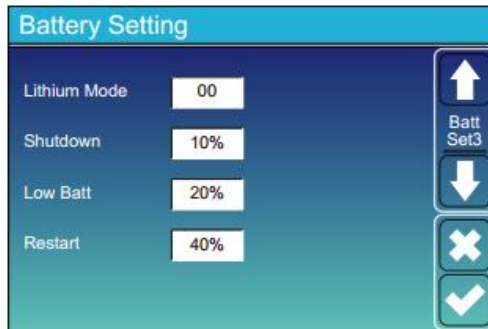 Battery Setting
Lithium Mode 00
Shutdown 10%
Low Batt 20%
Restart 40%
Batt
Set3